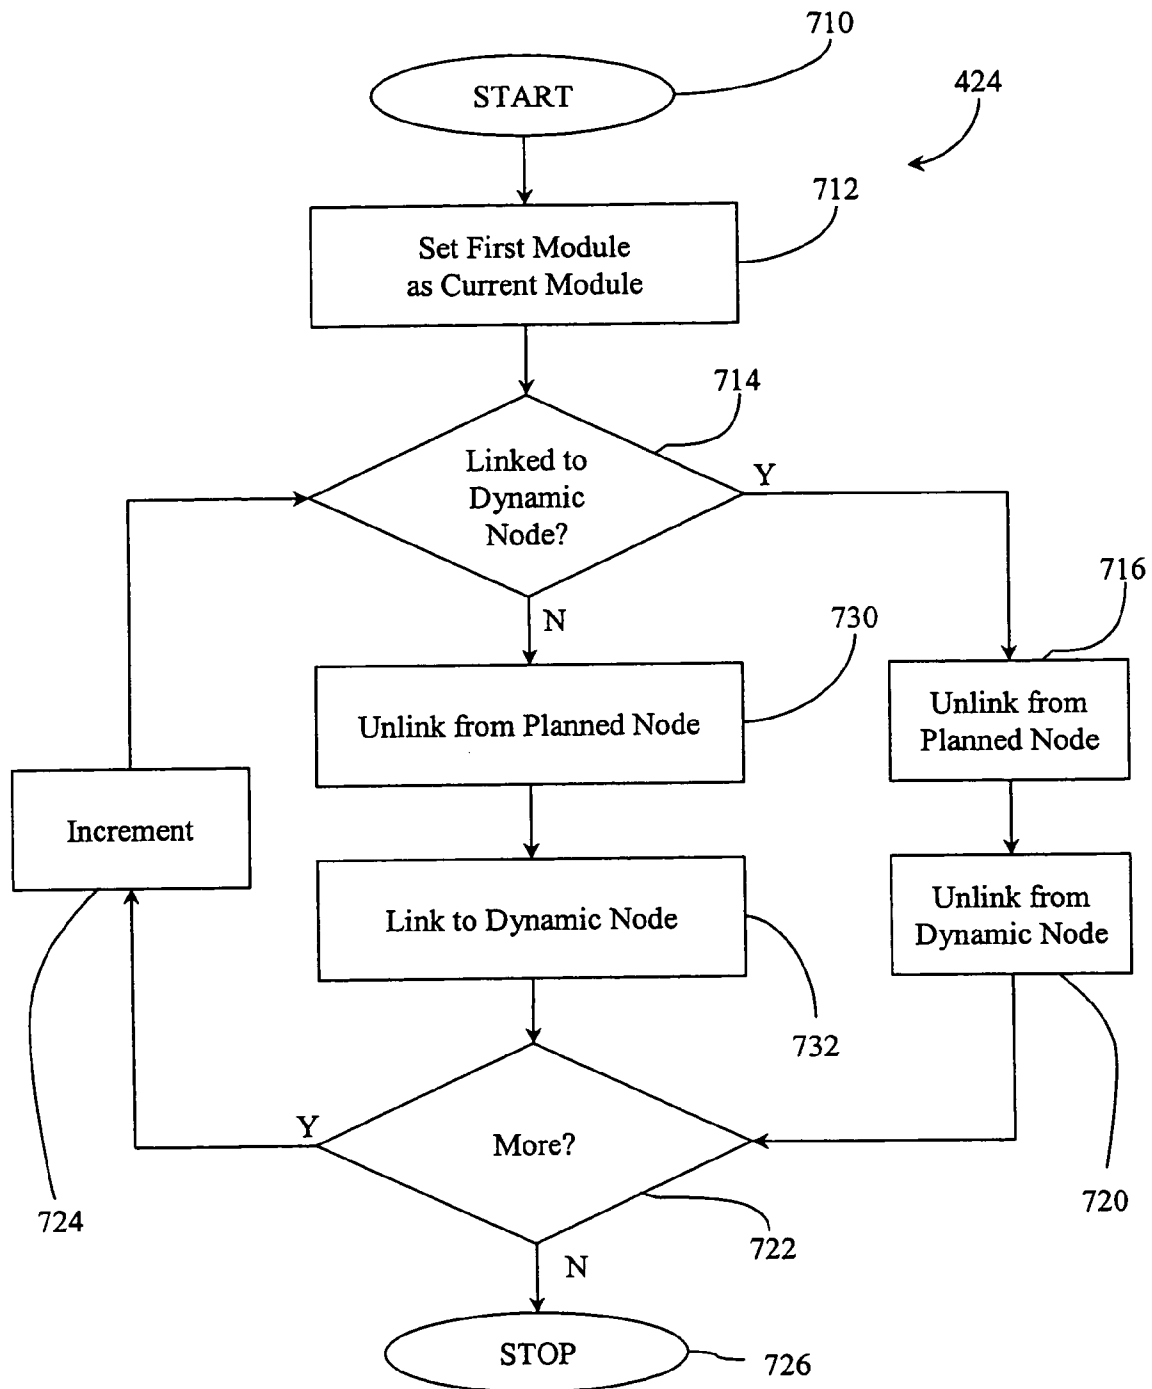 710
START
424
712
Set First Module
as Current Module
714
Linked to
Dynamic
Node?
Y
N
716
730
Unlink from Planned Node
Unlink from
Planned Node
Increment
Link to Dynamic Node
Unlink from
Dynamic Node
732
Y
More?
724
720
722
N
STOP
726